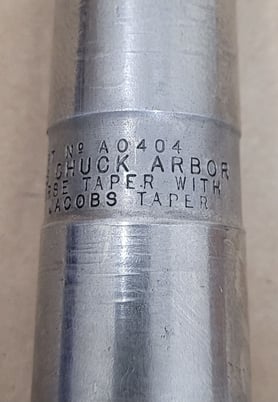 Nº A0404
CHUCK ARBOR
TAPER WITH
JACOBS TAPER